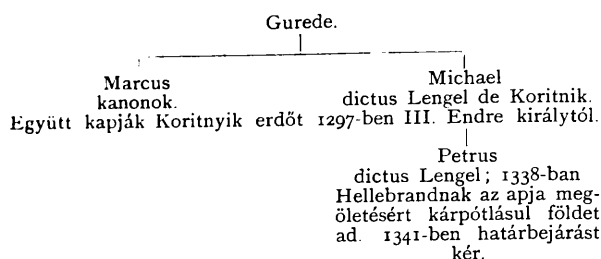 Gurede.
Marcus
kanonok.
Michael
dictus Lengel de Koritnik.
Együtt kapják Koritnyik erdőt 1297-ben III. Endre királytól.
Petrus
dictus Lengel; 1338-ban
Hellebrandnak az apja meg-
öletésért kárpótlásul földet
ad. 1341-ben határbejárást
kér.